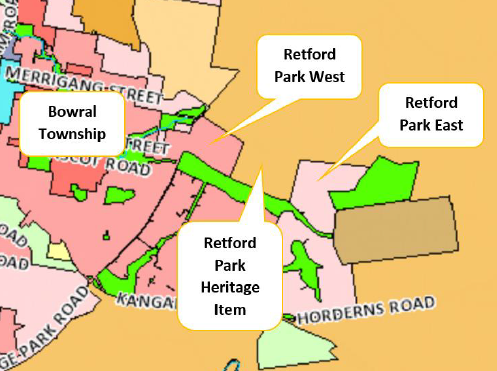 MERRIGANG STREET
Retford
Park West
Retford
Park East
Bowral
Township
STREET
ROAD
Retford
Park
Heritage
Item
ROAD
HORDERNS ROAD
PARK ROAD